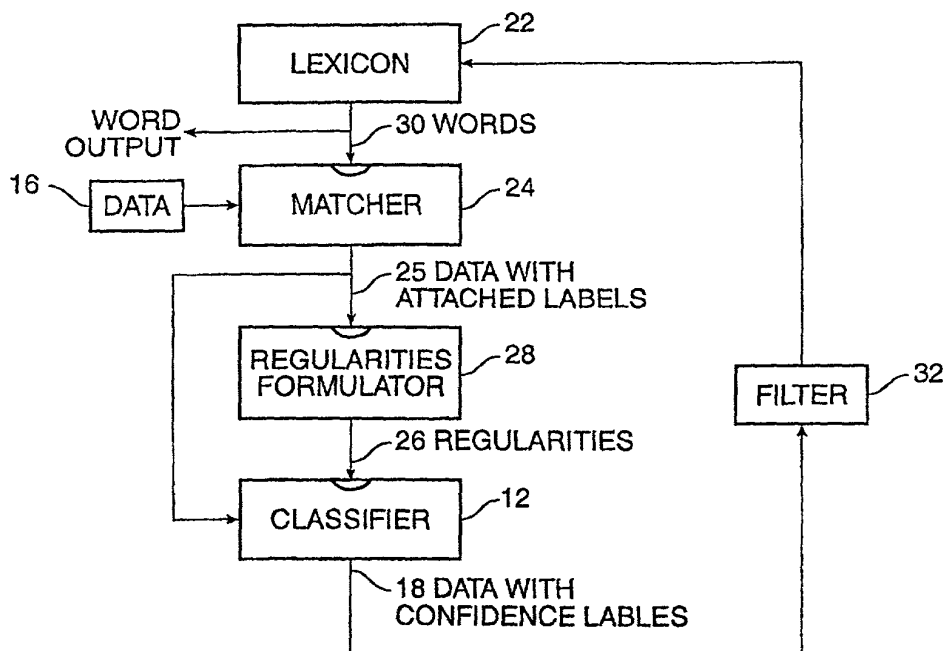 22
LEXICON
WORD
OUTPUT
30 WORDS
16
DATA
MATCHER
24
25 DATA WITH
ATTACHED LABELS
REGULARITIES
FORMULATOR
28
FILTER
32
26 REGULARITIES
CLASSIFIER
12
18 DATA WITH
CONFIDENCE LABLES